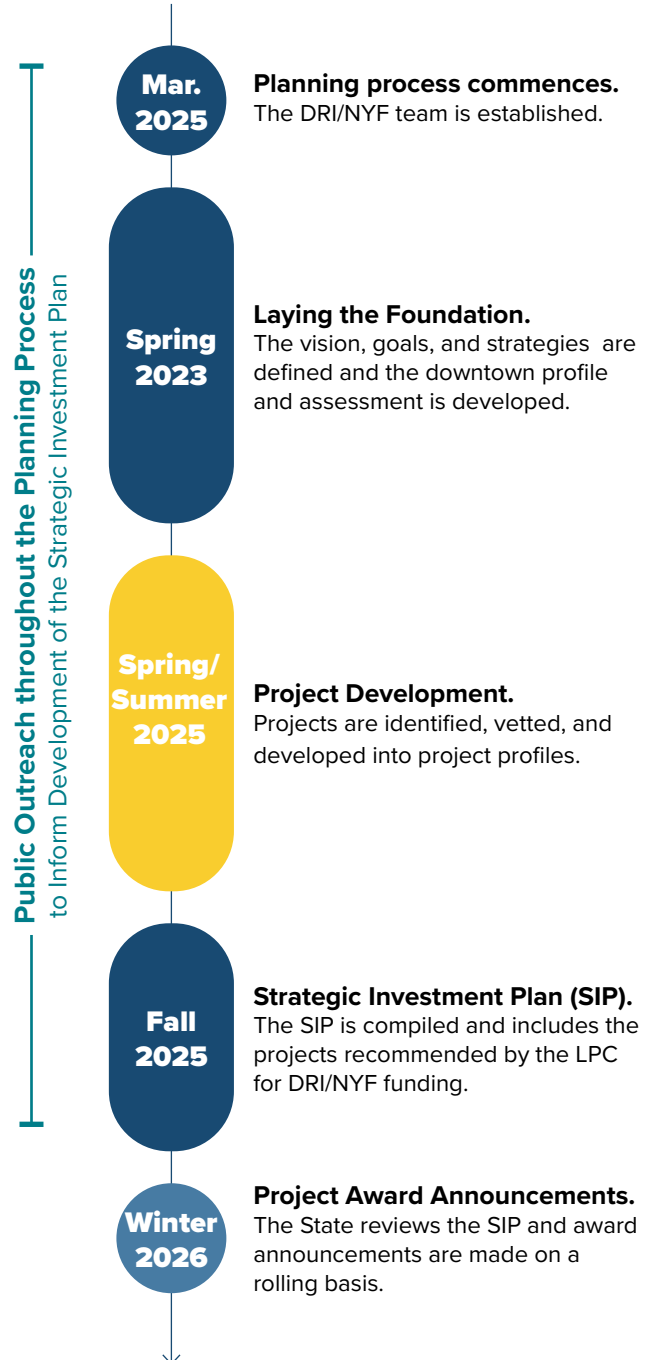 Public Outreach throughout the Planning Process
to Inform Development of the Strategic Investment Plan
Mar.
2025
Planning process commences.
The DRI/NYF team is established.
Spring
2023
Laying the Foundation.
The vision, goals, and strategies are
defined and the downtown profile
and assessment is developed.
Spring/
Summer
2025
Project Development.
Projects are identified, vetted, and
developed into project profiles.
Fall
2025
Strategic Investment Plan (SIP).
The SIP is compiled and includes the
projects recommended by the LPC
for DRI/NYF funding.
Winter
2026
Project Award Announcements.
The State reviews the SIP and award
announcements are made on a
rolling basis.